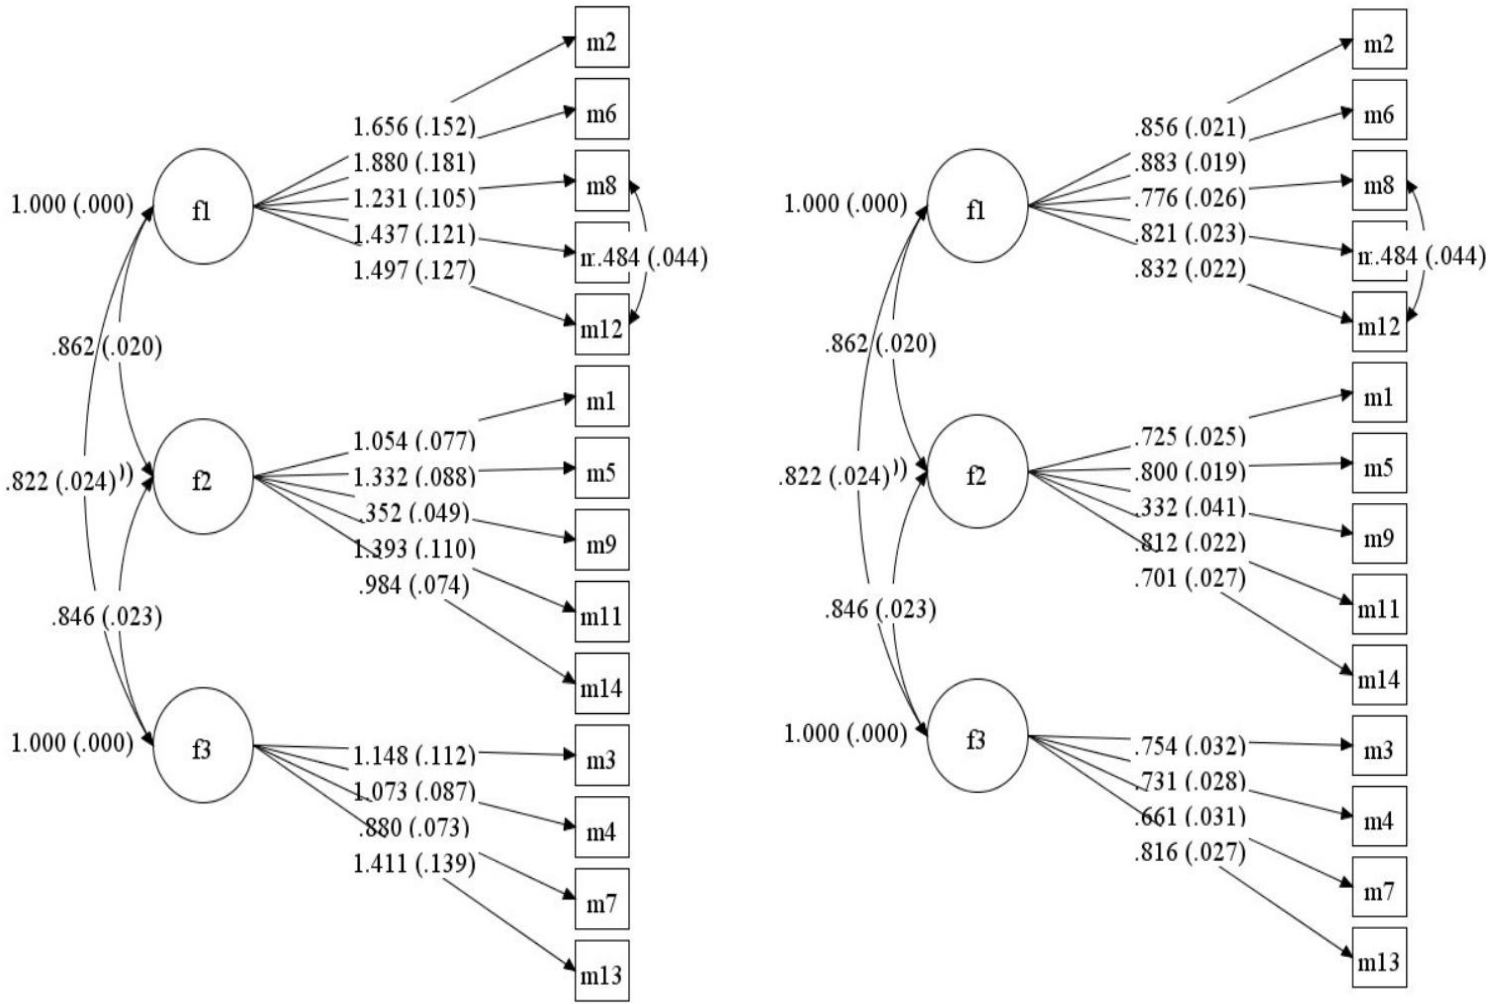 m2
1.656 (.152)
m6
1.880 (.181)
1.000 (.000)
f1
1.231 (.105)
m8
1.437 (.121)
.484 (.044)
1.497 (.127)
m12
.862 (.020)
m1
1.054 (.077)
.822 (.024)
f2
1.332 (.088)
m5
.352 (.049)
m9
1.393 (.110)
.984 (.074)
m11
.846 (.023)
m14
1.000 (.000)
f3
1.148 (.112)
m3
1.073 (.087)
m4
.880 (.073)
1.411 (.139)
m7
m13
m2
.856 (.021)
m6
.883 (.019)
1.000 (.000)
f1
.776 (.026)
m8
.821 (.023)
.484 (.044)
.832 (.022)
m12
.862 (.020)
m1
.725 (.025)
.822 (.024)
f2
.800 (.019)
m5
.332 (.041)
m9
.812 (.022)
.701 (.027)
m11
.846 (.023)
m14
1.000 (.000)
f3
.754 (.032)
m3
.731 (.028)
m4
.661 (.031)
.816 (.027)
m7
m13